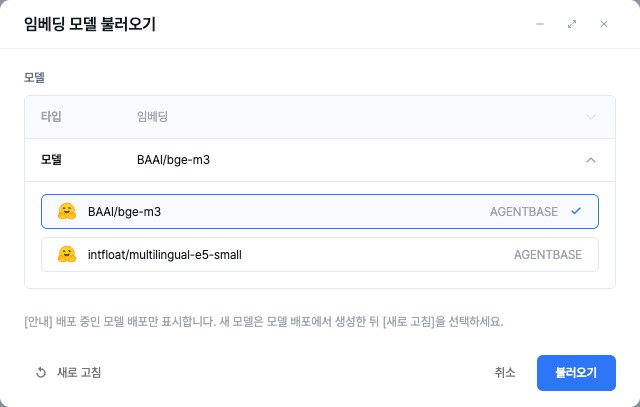 임베딩 모델 불러오기
모델
타입 임베딩
모델 BAAI/bge-m3
BAAI/bge-m3 AGENTBASE
intfloat/multilingual-e5-small AGENTBASE
[안내] 배포 중인 모델 배포만 표시합니다. 새 모델은 모델 배포에서 생성한 뒤 [새로 고침]을 선택하세요.
새로 고침 취소 불러오기